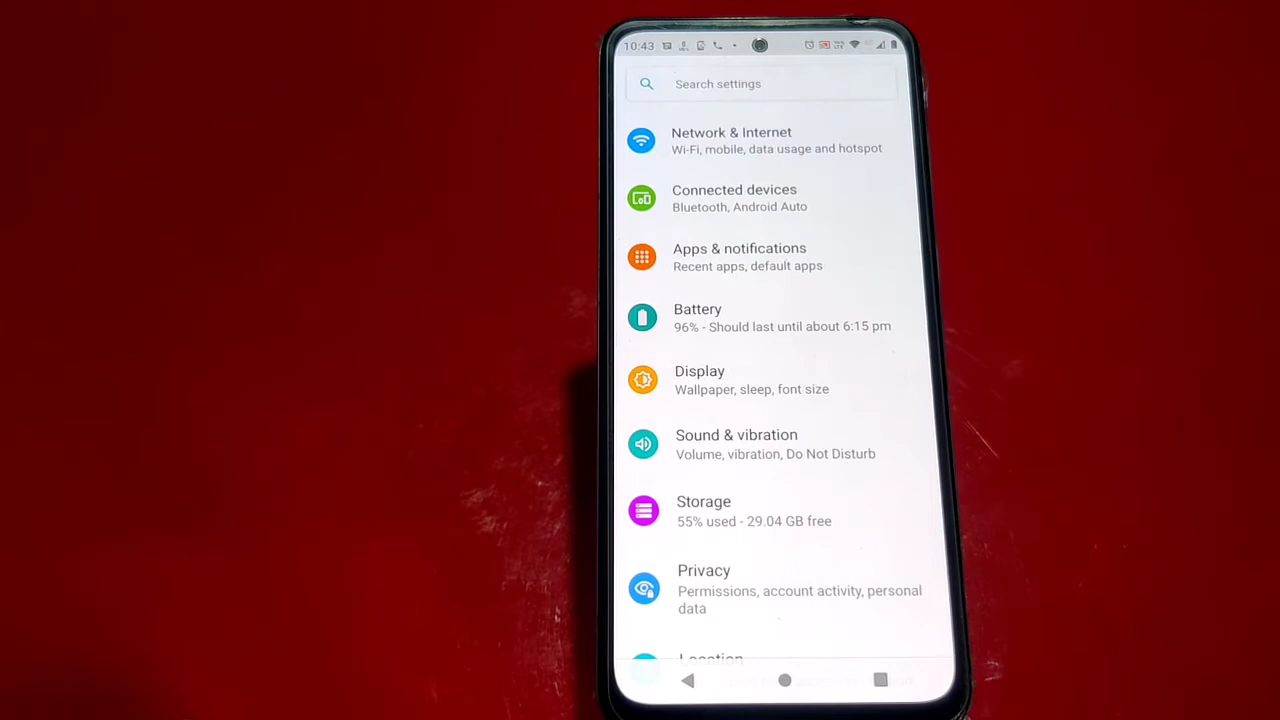 10:43
Search settings
Network & Internet
Wi-Fi, mobile, data usage and hotspot
Connected devices
Bluetooth, Android Auto
Apps & notifications
Recent apps, default apps
Battery
96% - Should last until about 6:15 pm
Display
Wallpaper, sleep, font size
Sound & vibration
Volume, vibration, Do Not Disturb
Storage
55% used - 29.04 GB free
Privacy
Permissions, account activity, personal
data
Location